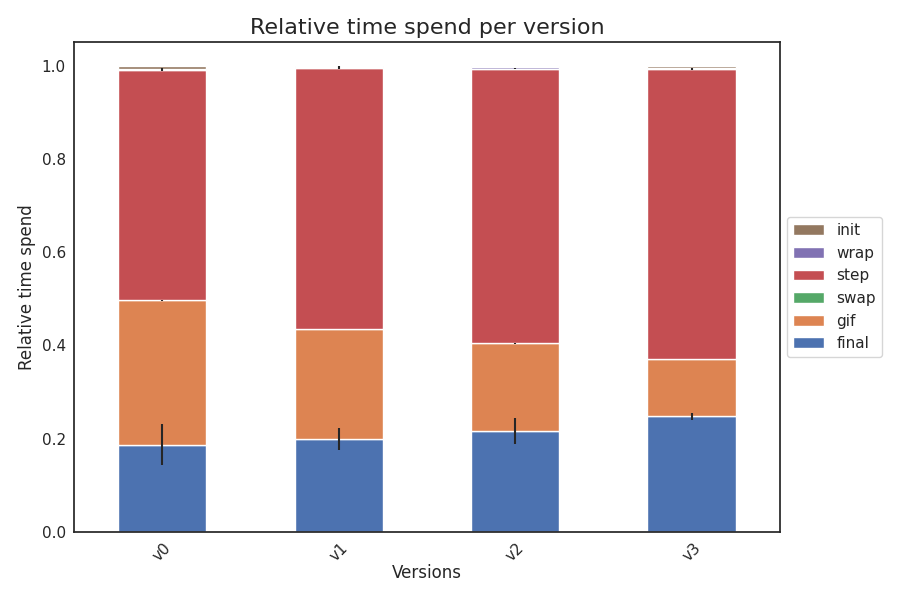 Relative time spend per version
1.0
0.8
0.6
0.4
0.2
0.0
Relative time spend
v0
v1
v2
v3
Versions
init
wrap
step
swap
gif
final